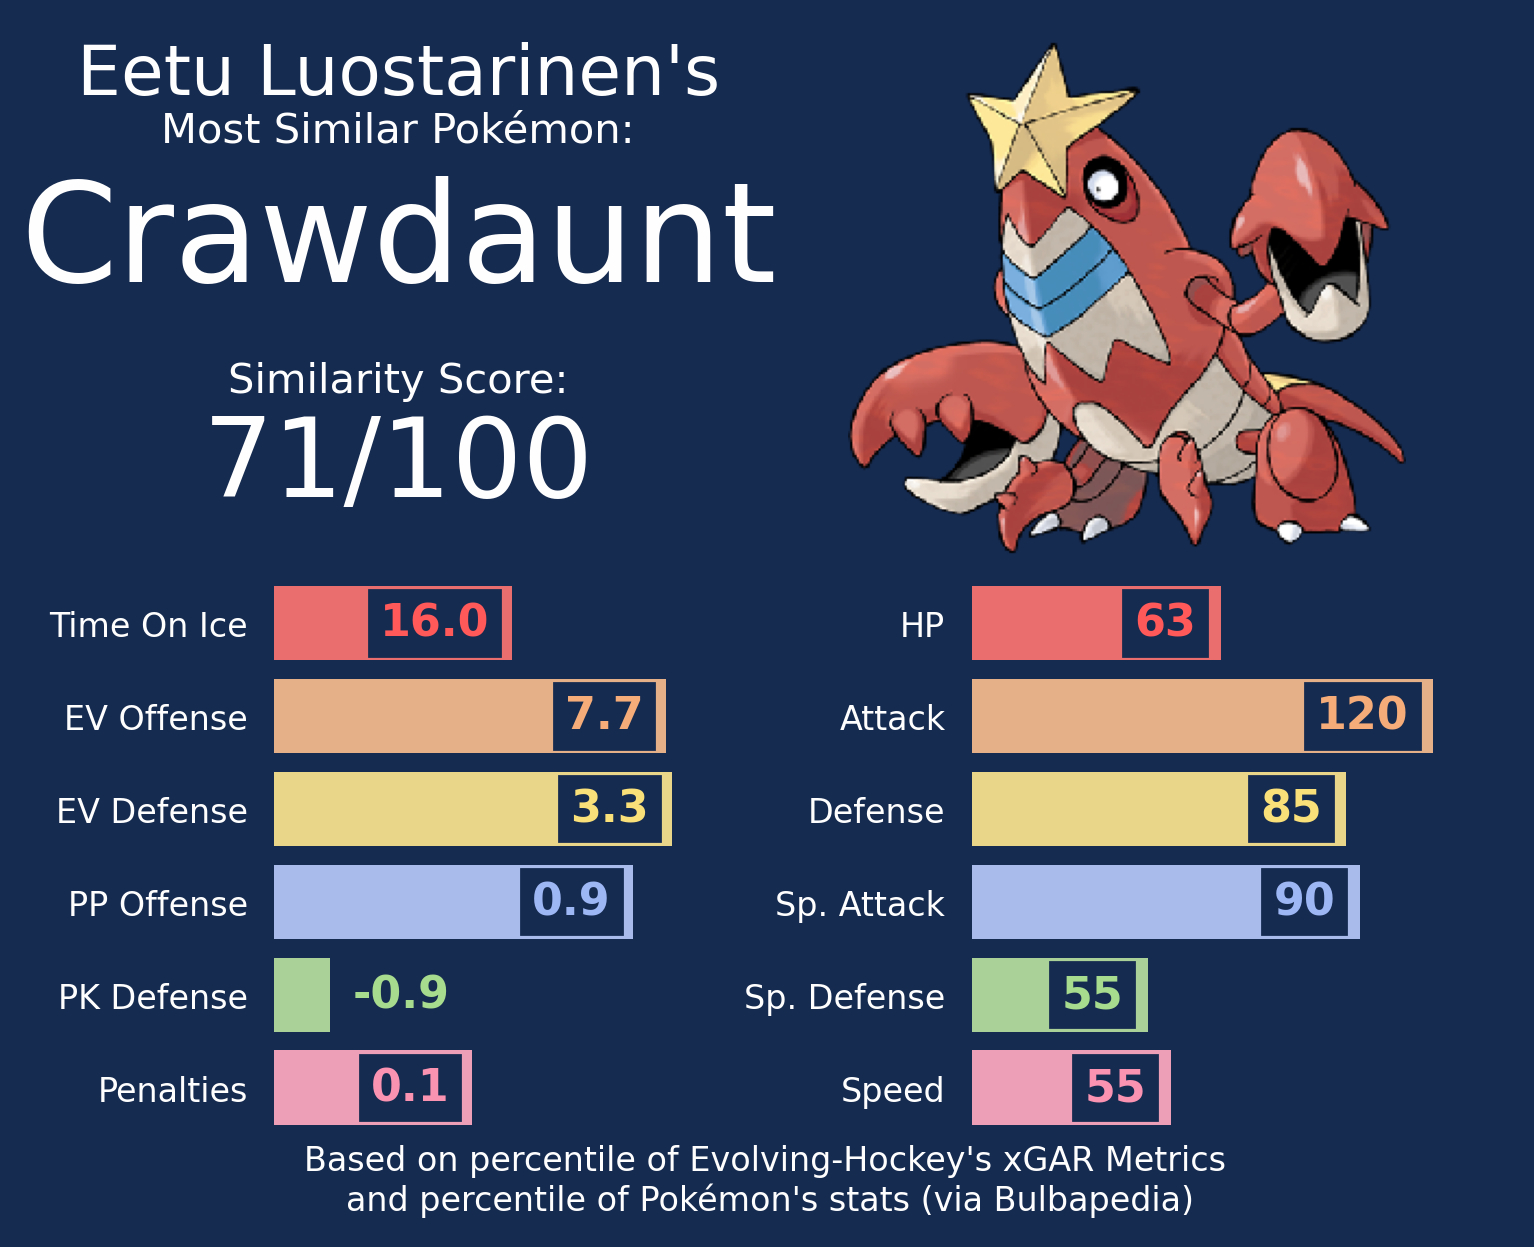 Eetu Luostarinen's
Most Similar Pokémon:
Crawdaunt
Similarity Score:
71/100
Time On Ice 16.0
EV Offense 7.7
EV Defense 3.3
PP Offense 0.9
PK Defense -0.9
Penalties 0.1
HP 63
Attack 120
Defense 85
Sp. Attack 90
Sp. Defense 55
Speed 55
Based on percentile of Evolving-Hockey's xGAR Metrics
and percentile of Pokémon's stats (via Bulbapedia)